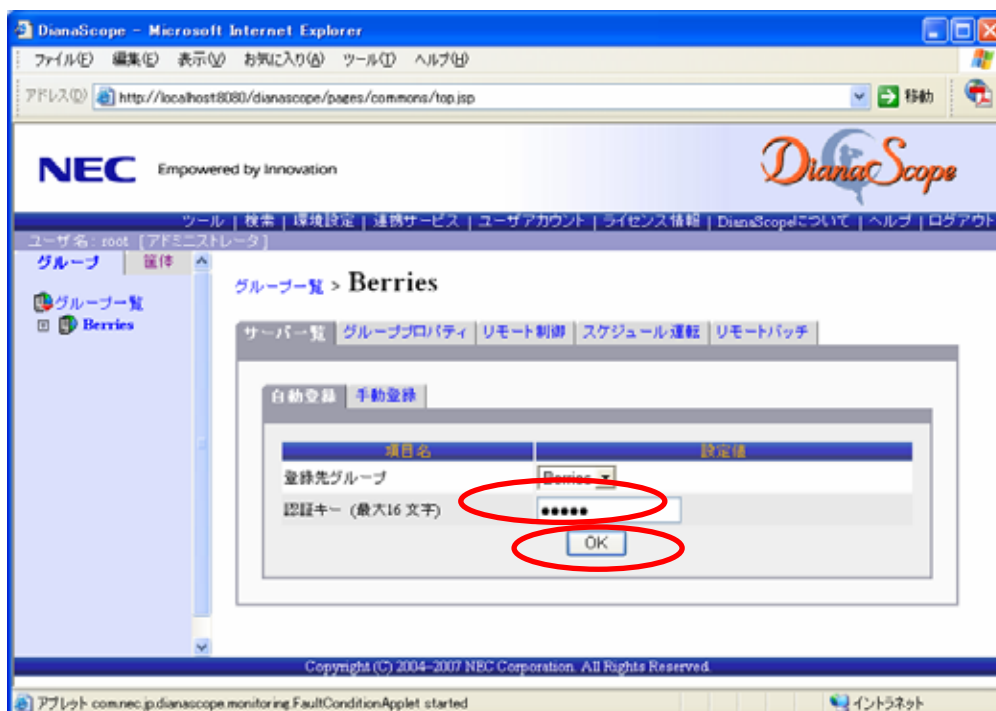 DianaScope - Microsoft Internet Explorer
ファイル(F) 編集(E) 表示(V) お気に入り(A) ツール(T) ヘルプ(H)
アドレス(D) http://localhost:8080/dianascope/pages/commons/top.jsp 移動
NEC Empowered by Innovation DianaScope
ツール | 検索 | 環境設定 | 連携サービス | ユーザアカウント | ライセンス情報 | DianaScopeについて | ヘルプ | ログアウト
ユーザ名 : root [アドミニストレータ]
グループ 筐体
グループ一覧
Berries
グループ一覧 > Berries
サーバ一覧 グループプロパティ リモート制御 スケジュール運転 リモートバッチ
自動登録 手動登録
項目名 設定値
登録先グループ Berries
認証キー (最大16 文字) ●●●●●
OK
Copyright (C) 2004-2007 NEC Corporation. All Rights Reserved.
アプレット com.nec.jp.dianascope.monitoring.FaultConditionApplet started イントラネット